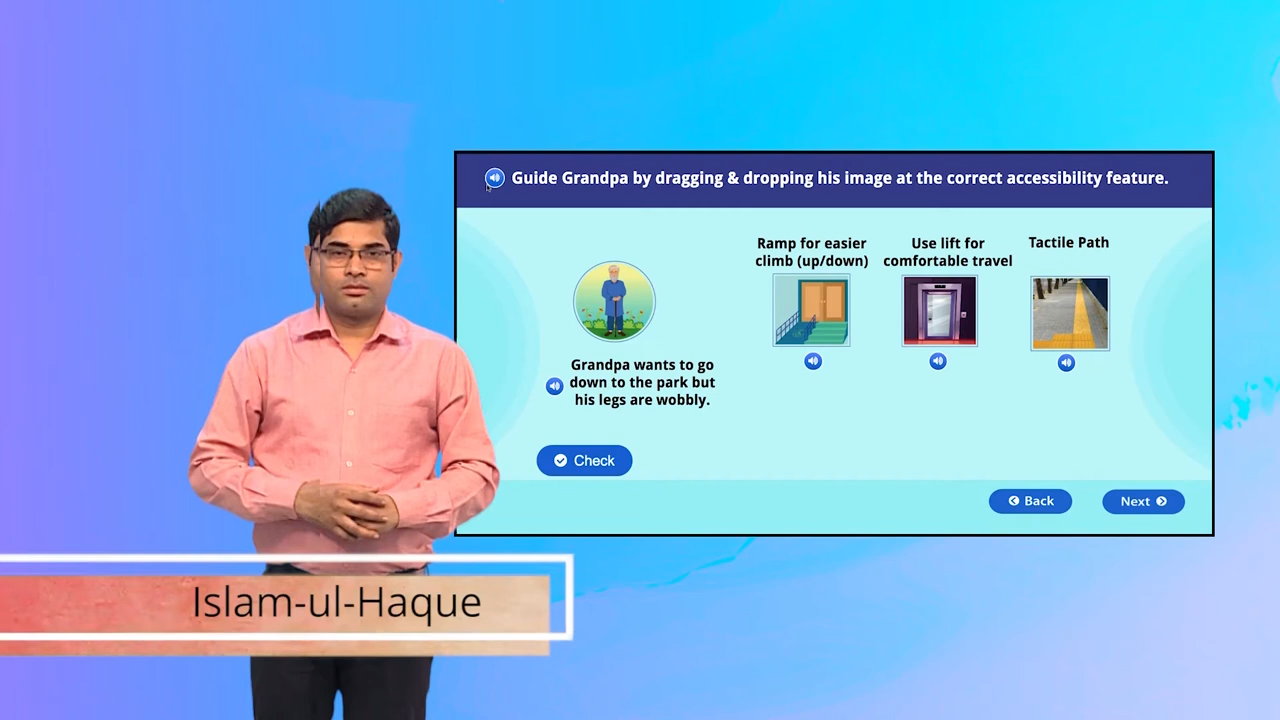 Guide Grandpa by dragging & dropping his image at the correct accessibility feature.
Ramp for easier
climb (up/down)
Use lift for
comfortable travel
Tactile Path
Grandpa wants to go
down to the park but
his legs are wobbly.
Check
Back
Next
Islam-ul-Haque